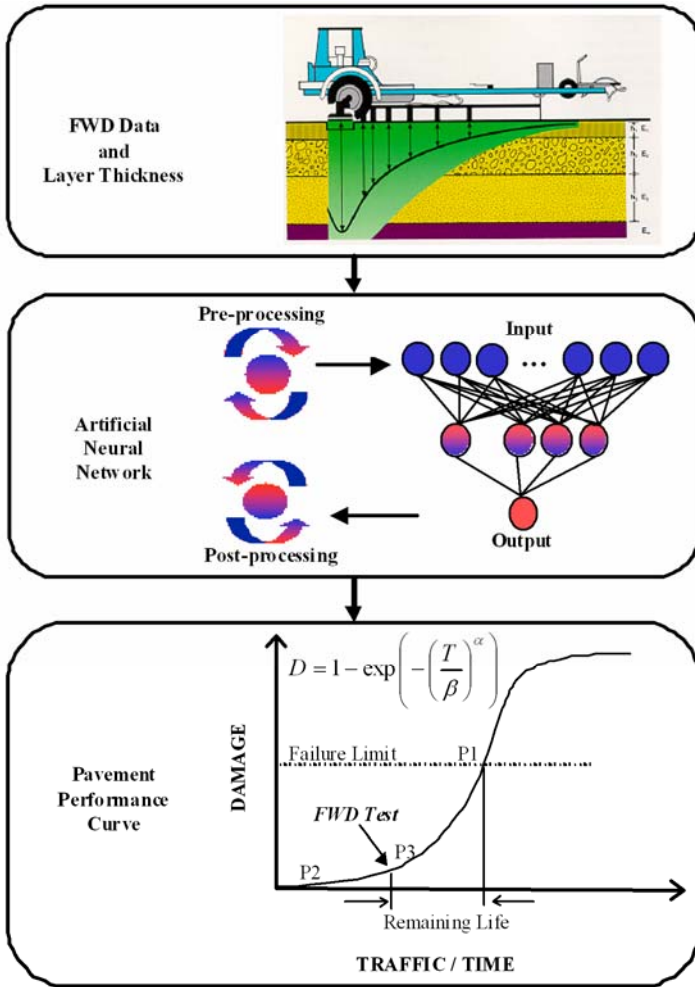 FWD Data
and
Layer Thickness
Pre-processing
Input
...
Artificial
Neural
Network
Post-processing
Output
D = 1 − exp(−(T/β)^α)
Failure Limit
P1
Pavement
Performance
Curve
DAMAGE
FWD Test
P3
P2
Remaining Life
TRAFFIC / TIME